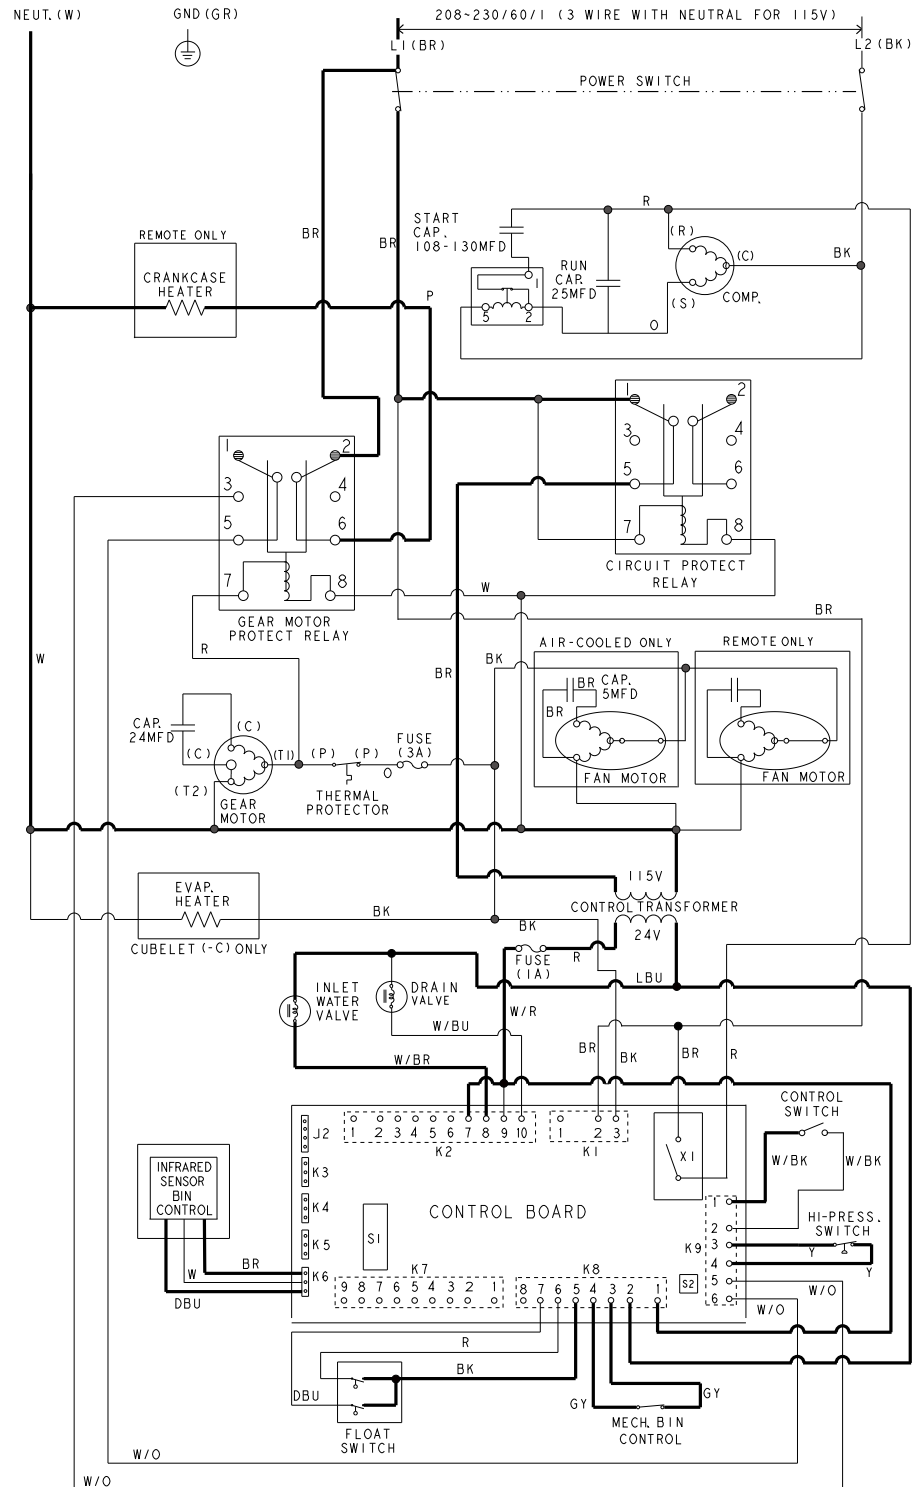 NEUT.(W)
GND(GR)
208~230/60/1 (3 WIRE WITH NEUTRAL FOR 115V)
L1(BR)
L2(BK)
POWER SWITCH
REMOTE ONLY
CRANKCASE
HEATER
BR
BR
P
START
CAP.
108-130MFD
R
(R)
RUN
CAP.
25MFD
(C)
(S)
COMP.
BK
1
5
2
O
1
2
3
4
5
6
7
8
GEAR MOTOR
PROTECT RELAY
1
2
3
4
5
6
7
8
CIRCUIT PROTECT
RELAY
W
BR
R
W
BK
BR
AIR-COOLED ONLY
REMOTE ONLY
BR
CAP.
5MFD
BR
FAN MOTOR
FAN MOTOR
CAP.
24MFD
(C)
(C)
(T1)
(T2)
GEAR
MOTOR
(P)
(P)
THERMAL
PROTECTOR
O
FUSE
(3A)
115V
CONTROL TRANSFORMER
24V
EVAP.
HEATER
CUBELET (-C) ONLY
BK
BK
FUSE
(1A)
R
LBU
INLET
WATER
VALVE
DRAIN
VALVE
W/BU
W/R
W/BR
BR
BK
BR
R
CONTROL
SWITCH
W/BK
W/BK
J2
K3
K4
K5
K6
1 2 3 4 5 6 7 8 9 10
K2
1 2 3
K1
X1
CONTROL BOARD
S1
K9
1
2
3
4
5
6
S2
HI-PRESS.
SWITCH
Y
Y
W/O
W/O
INFRARED
SENSOR
BIN
CONTROL
BR
W
DBU
K7
9 8 7 6 5 4 3 2 1
K8
8 7 6 5 4 3 2 1
R
DBU
BK
FLOAT
SWITCH
GY
GY
MECH. BIN
CONTROL
W/O
W/O